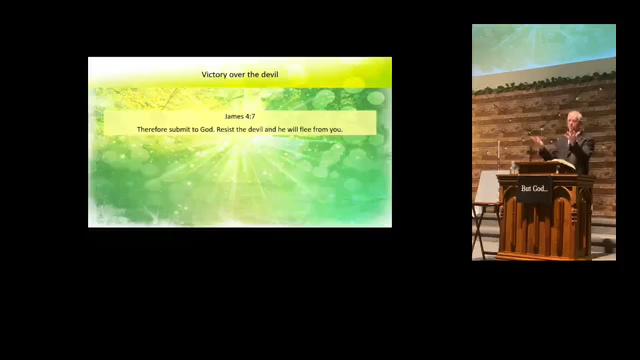 Victory over the devil
James 4:7
Therefore submit to God. Resist the devil and he will flee from you.
But God...